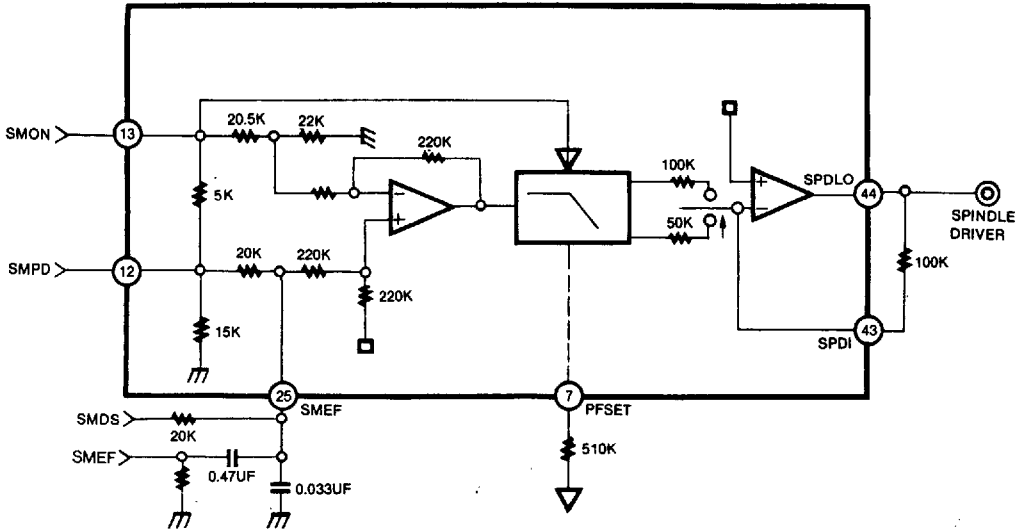 SMON
13
20.5K
22K
220K
5K
100K
SPDLO
44
SPINDLE
DRIVER
50K
SMPD
12
20K
220K
220K
100K
15K
43
SPDI
25
SMEF
7
PFSET
SMDS
20K
510K
SMEF
0.47UF
0.033UF